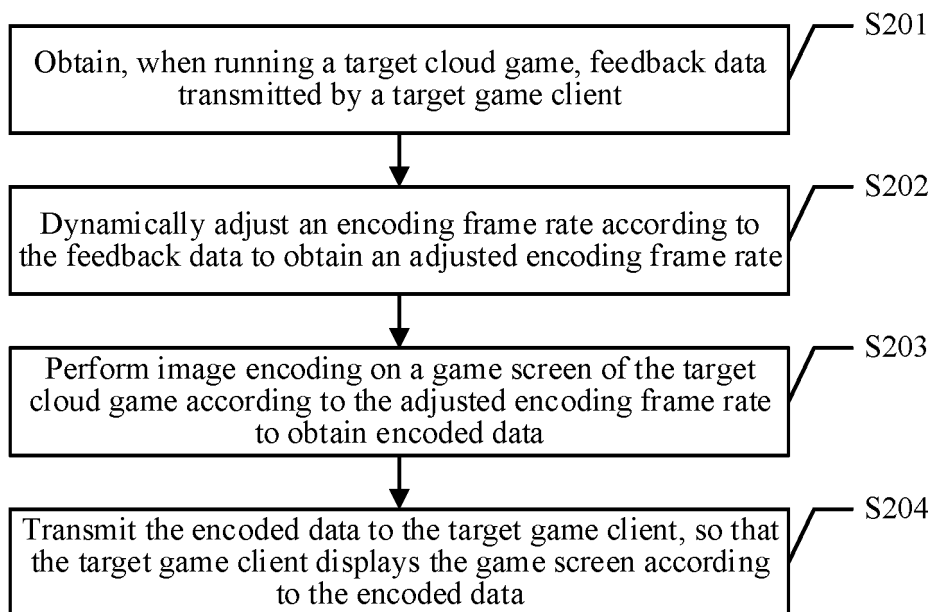 S201
Obtain, when running a target cloud game, feedback data
transmitted by a target game client
S202
Dynamically adjust an encoding frame rate according to
the feedback data to obtain an adjusted encoding frame rate
S203
Perform image encoding on a game screen of the target
cloud game according to the adjusted encoding frame rate
to obtain encoded data
S204
Transmit the encoded data to the target game client, so that
the target game client displays the game screen according
to the encoded data